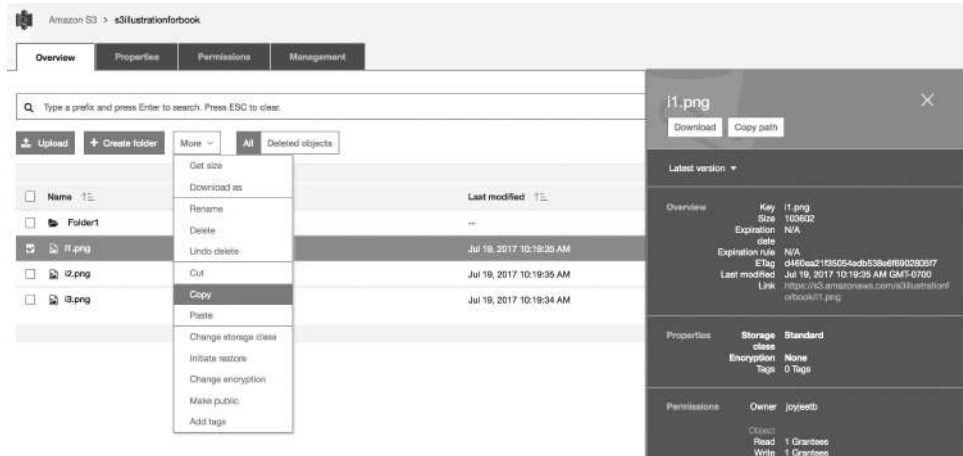 Amazon S3 > s3illustrationforbook
Overview Properties Permissions Management
Type a prefix and press Enter to search. Press ESC to clear.
Upload + Create folder More All Deleted objects
Get size
Download as
Name Last modified
Rename
Folder1 --
Delete
i1.png Jul 19, 2017 10:19:35 AM
Undo delete
i2.png Jul 19, 2017 10:19:35 AM
Cut
Copy
i3.png Jul 19, 2017 10:19:34 AM
Paste
Change storage class
Initiate restore
Change encryption
Make public
Add tags
i1.png
Download Copy path
Latest version
Overview Key i1.png
Size 103602
Expiration N/A
date
Expiration rule N/A
ETag
Last modified Jul 19, 2017 10:19:35 AM GMT-0700
Link https://s3.amazonaws.com/s3illustrationf
orbook/i1.png
Properties Storage Standard
class
Encryption None
Tags 0 Tags
Permissions Owner joyjeetb
Object
Read 1 Grantees
Write 1 Grantees